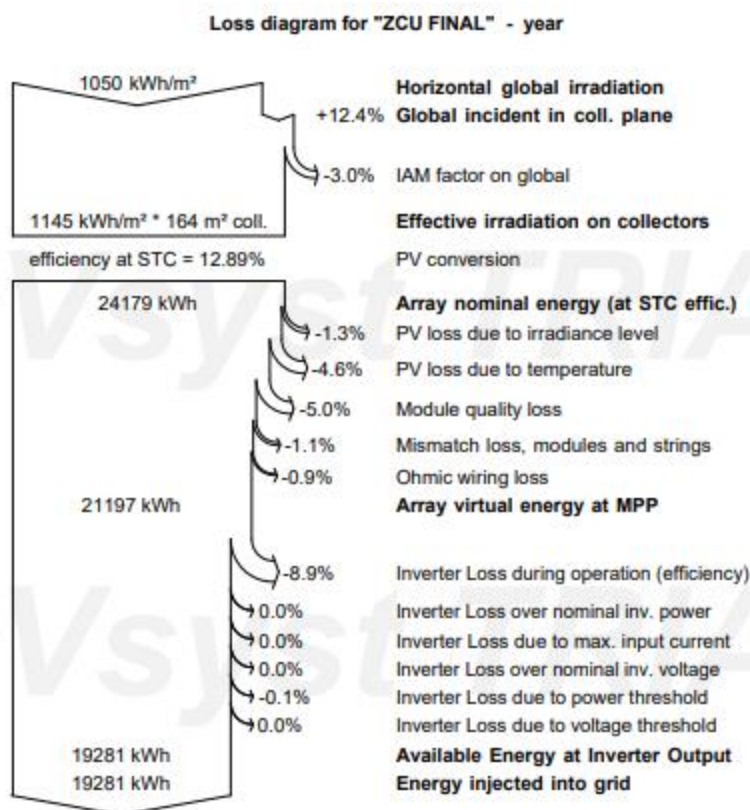 Loss diagram for "ZCU FINAL" - year
1050 kWh/m² Horizontal global irradiation
+12.4% Global incident in coll. plane
-3.0% IAM factor on global
1145 kWh/m² * 164 m² coll. Effective irradiation on collectors
efficiency at STC = 12.89% PV conversion
24179 kWh Array nominal energy (at STC effic.)
-1.3% PV loss due to irradiance level
-4.6% PV loss due to temperature
-5.0% Module quality loss
-1.1% Mismatch loss, modules and strings
-0.9% Ohmic wiring loss
21197 kWh Array virtual energy at MPP
-8.9% Inverter Loss during operation (efficiency)
0.0% Inverter Loss over nominal inv. power
0.0% Inverter Loss due to max. input current
0.0% Inverter Loss over nominal inv. voltage
-0.1% Inverter Loss due to power threshold
0.0% Inverter Loss due to voltage threshold
19281 kWh Available Energy at Inverter Output
19281 kWh Energy injected into grid
Vsyst TRIA
Vsyst TRIA